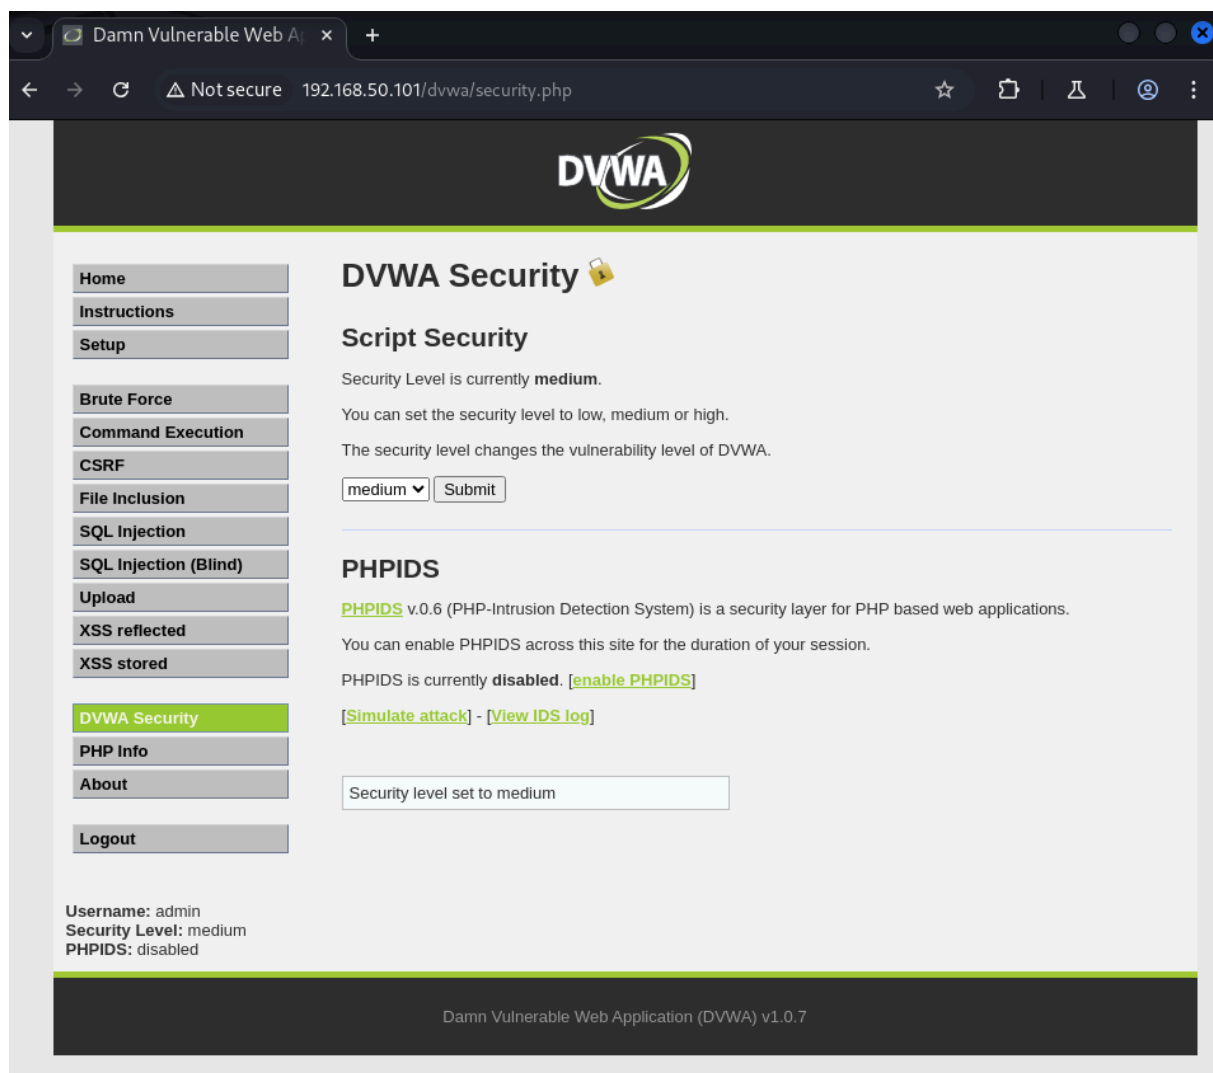 Damn Vulnerable Web Ap
Not secure 192.168.50.101/dvwa/security.php
DVWA
Home
Instructions
Setup
Brute Force
Command Execution
CSRF
File Inclusion
SQL Injection
SQL Injection (Blind)
Upload
XSS reflected
XSS stored
DVWA Security
PHP Info
About
Logout
Username: admin
Security Level: medium
PHPIDS: disabled
DVWA Security
Script Security
Security Level is currently medium.
You can set the security level to low, medium or high.
The security level changes the vulnerability level of DVWA.
medium Submit
PHPIDS
PHPIDS v.0.6 (PHP-Intrusion Detection System) is a security layer for PHP based web applications.
You can enable PHPIDS across this site for the duration of your session.
PHPIDS is currently disabled. [enable PHPIDS]
[Simulate attack] - [View IDS log]
Security level set to medium
Damn Vulnerable Web Application (DVWA) v1.0.7